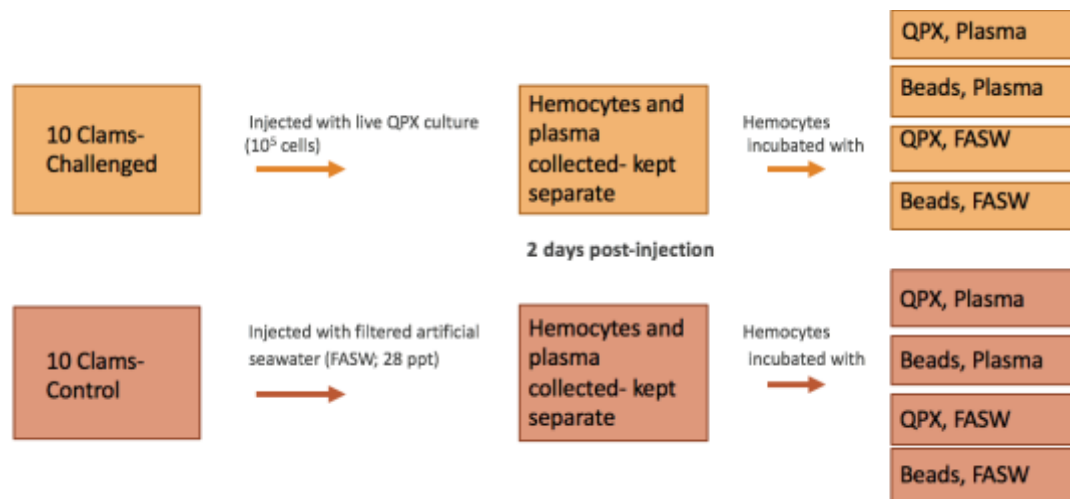 10 Clams-
Challenged
Injected with live QPX culture
(10⁵ cells)
Hemocytes and
plasma
collected- kept
separate
Hemocytes
incubated with
QPX, Plasma
Beads, Plasma
QPX, FASW
Beads, FASW
2 days post-injection
10 Clams-
Control
Injected with filtered artificial
seawater (FASW; 28 ppt)
Hemocytes and
plasma
collected- kept
separate
Hemocytes
incubated with
QPX, Plasma
Beads, Plasma
QPX, FASW
Beads, FASW